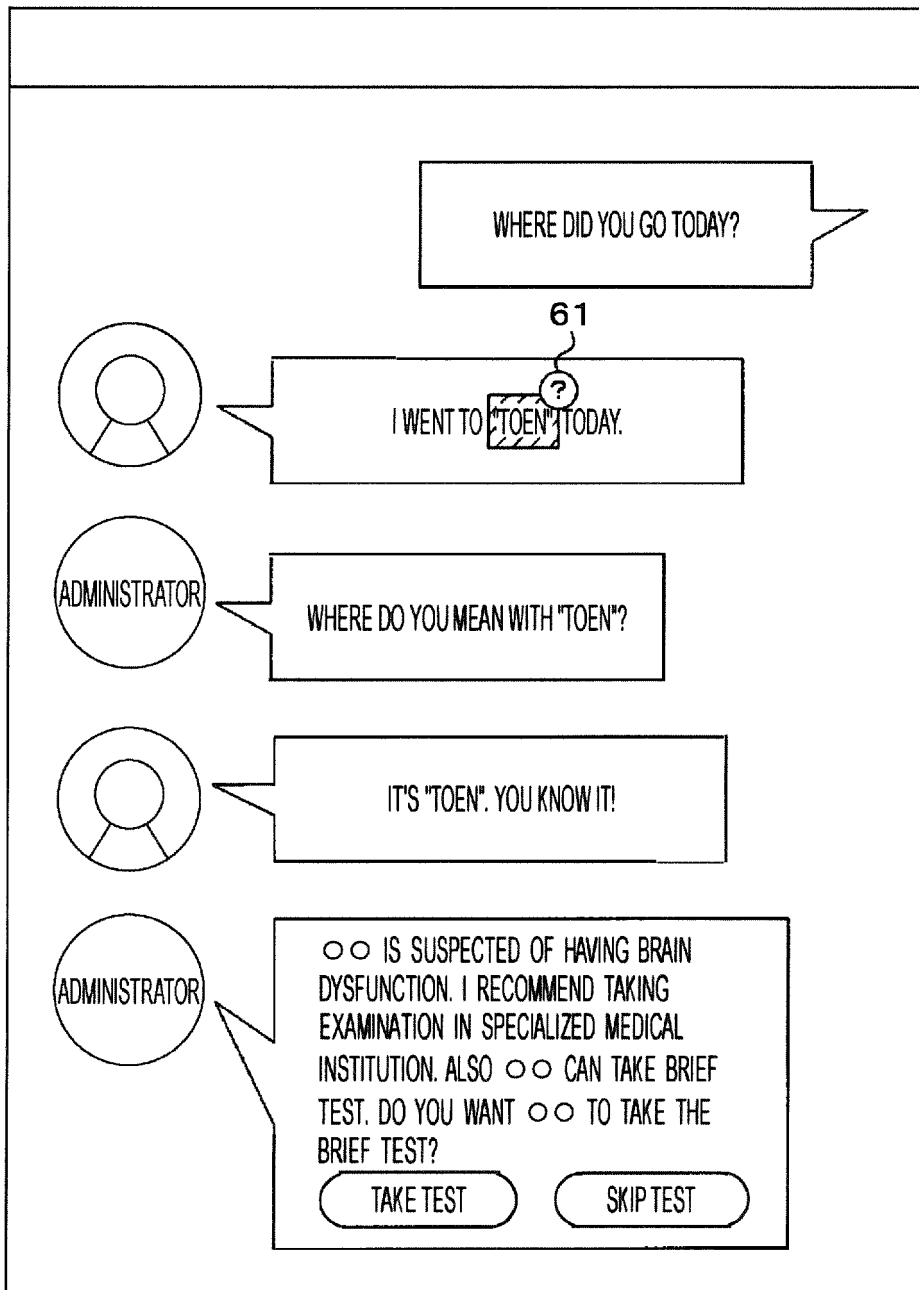 WHERE DID YOU GO TODAY?
61
?
I WENT TO "TOEN" TODAY.
ADMINISTRATOR
WHERE DO YOU MEAN WITH "TOEN"?
IT'S "TOEN". YOU KNOW IT!
ADMINISTRATOR
○○ IS SUSPECTED OF HAVING BRAIN
DYSFUNCTION. I RECOMMEND TAKING
EXAMINATION IN SPECIALIZED MEDICAL
INSTITUTION. ALSO ○○ CAN TAKE BRIEF
TEST. DO YOU WANT ○○ TO TAKE THE
BRIEF TEST?
TAKE TEST
SKIP TEST